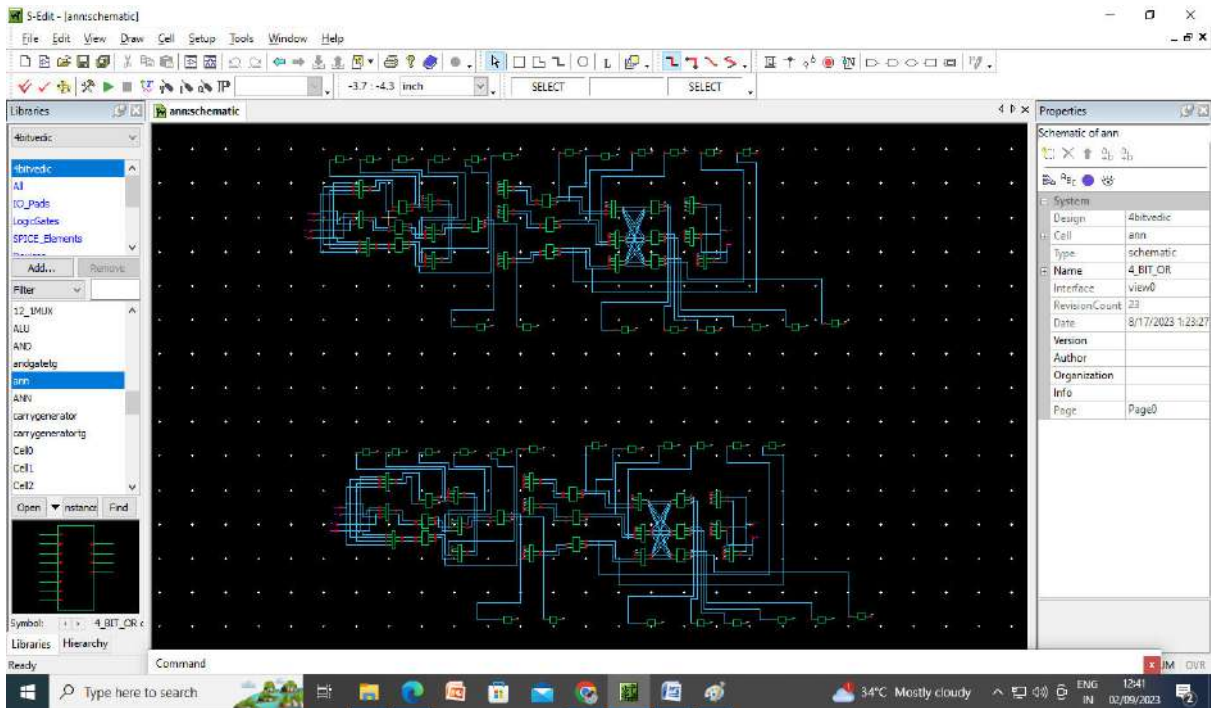 S-Edit - [ann:schematic]
File Edit View Draw Cell Setup Tools Window Help
-3.7 : -4.3 inch SELECT SELECT
Libraries
ann:schematic
Properties
4bitvedic
Schematic of ann
4bitvedic
All
IO_Pads
LogicGates
SPICE_Elements
Add... Remove
Filter
12_1MUX
ALU
AND
andgatetg
ann
ANN
carrygenerator
carrygeneratortg
Cell0
Cell1
Cell2
Open nstance Find
System
Design 4bitvedic
Cell ann
Type schematic
Name 4_BIT_OR
Interface view0
RevisionCount 23
Date 8/17/2023 1:23:27
Version
Author
Organization
Info
Page Page0
Symbol: 4_BIT_OR c
Libraries Hierarchy
Ready
Command
OVR
Type here to search
34°C Mostly cloudy
ENG
IN
12:41
02/09/2023